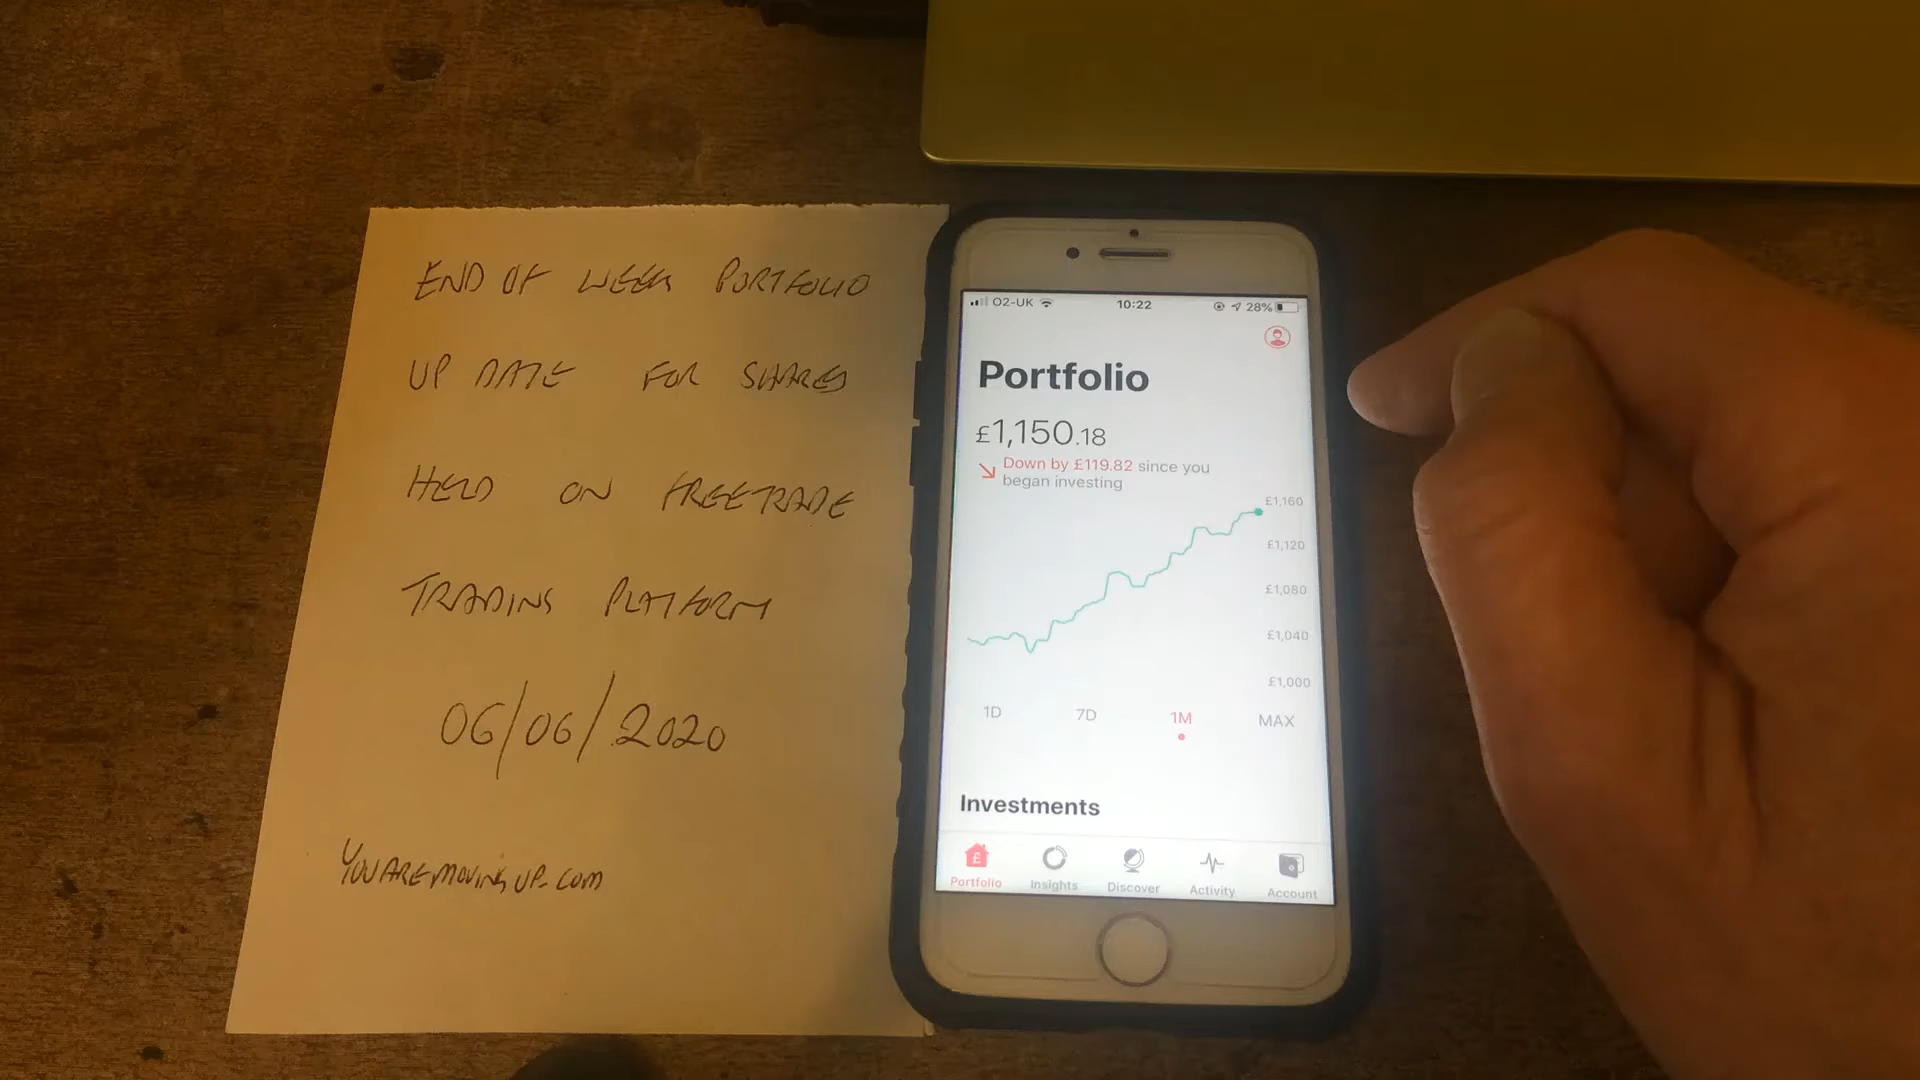 END OF WEEK PORTFOLIO
UP DATE FOR SHARES
HELD ON FREETRADE
TRADING PLATFORM
06/06/2020
YOUAREMOVINGUP.COM
O2-UK 10:22 28%
Portfolio
£1,150.18
Down by £119.82 since you
began investing
£1,160
£1,120
£1,080
£1,040
£1,000
1D 7D 1M MAX
Investments
Portfolio Insights Discover Activity Account